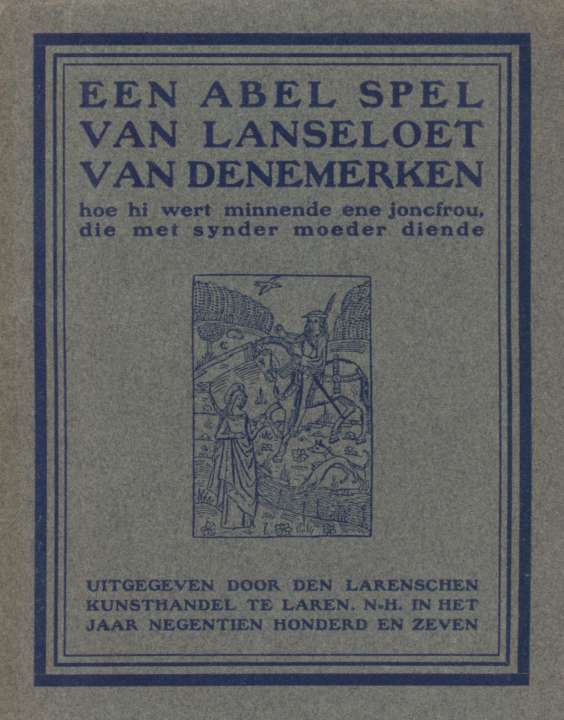 EEN ABEL SPEL
VAN LANSELOET
VAN DENEMERKEN
hoe hi wert minnende ene joncfrou,
die met synder moeder diende
UITGEGEVEN DOOR DEN LARENSCHEN
KUNSTHANDEL TE LAREN. N-H. IN HET
JAAR NEGENTIEN HONDERD EN ZEVEN